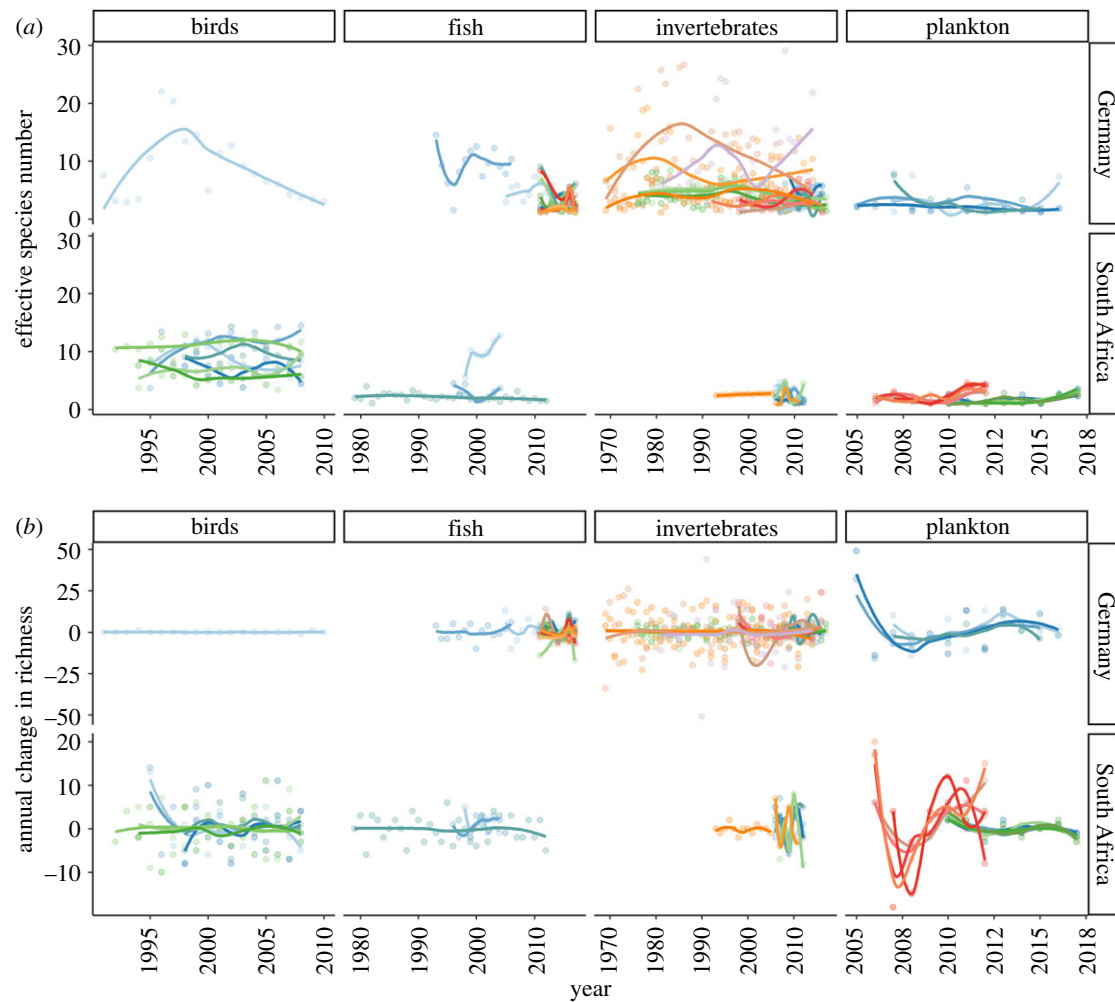 (a)
birds fish invertebrates plankton
effective species number
30
20
10
0
Germany
30
20
10
0
South Africa
1995 2000 2005 2010 1980 1990 2000 2010 1970 1980 1990 2000 2010 2005 2008 2010 2012 2015 2018
(b)
birds fish invertebrates plankton
annual change in richness
50
25
0
−25
−50
Germany
20
10
0
−10
South Africa
1995 2000 2005 2010 1980 1990 2000 2010 1970 1980 1990 2000 2010 2005 2008 2010 2012 2015 2018
year